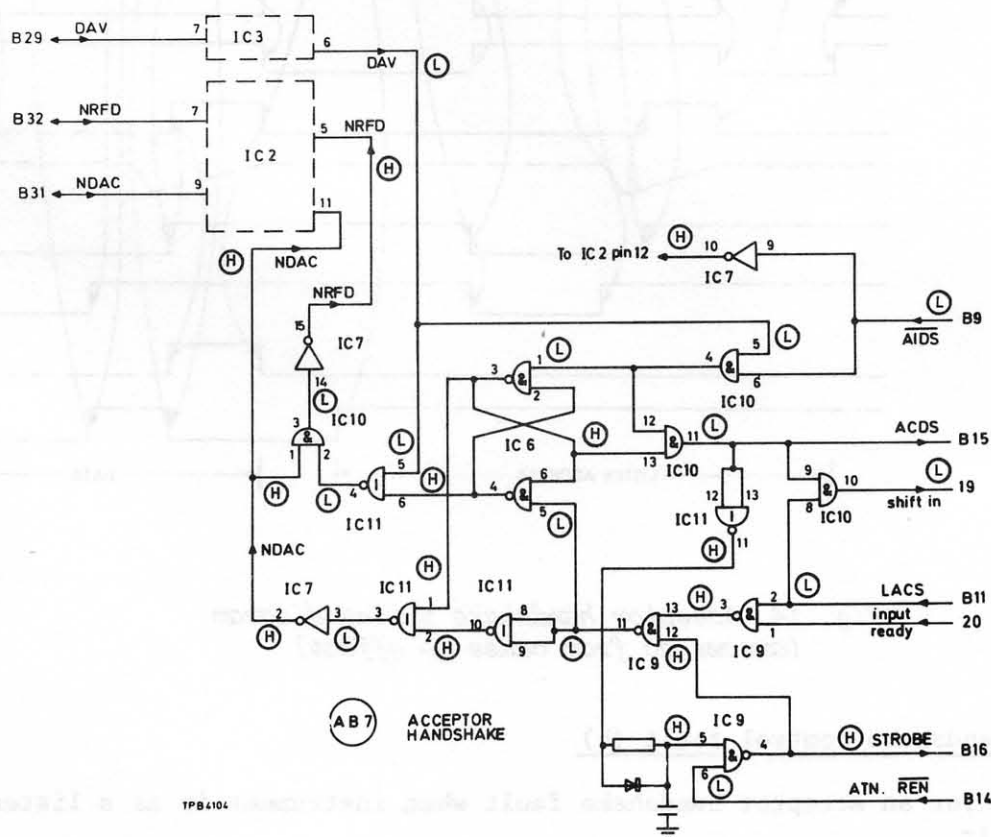 B29 DAV 7 IC3 6 DAV L
B32 NRFD 7 5 NRFD H
IC2
B31 NDAC 9 11 NDAC H
To IC2 pin 12 H 10 9 IC7
L B9
AIDS
NRFD 15 IC7 14 L
L 5 4 6 IC10
L 1 3 & 2 IC6
3 & IC10 1 2 H L
L 5 H 4 I 6 IC11
H 12 & 11 L 13 IC10
ACDS B15
4 & 6 5 L
12 13 I IC11 11 H
9 & 10 8 IC10 L 19
shift in
NDAC
IC7 2 H L
IC11 3 I 1 2 H H
IC11 10 I 8 9 L
11 & 13 12 IC9 H H
3 & 2 1 IC9 L
LACS B11
input 20
ready
IC9
H 5 & 4 6 L
H STROBE B16
ATN. REN B14
AB7 ACCEPTOR
HANDSHAKE
TPB4104